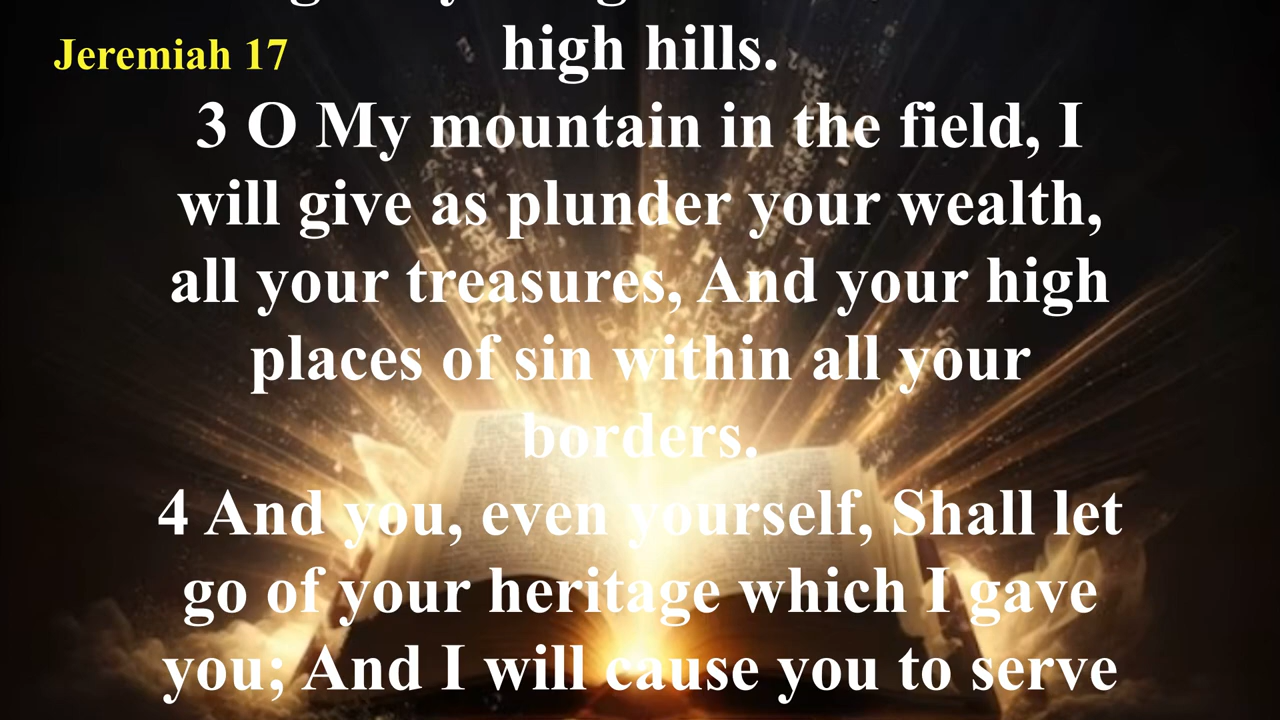 Jeremiah 17
high hills.
3 O My mountain in the field, I
will give as plunder your wealth,
all your treasures, And your high
places of sin within all your
borders.
4 And you, even yourself, Shall let
go of your heritage which I gave
you; And I will cause you to serve